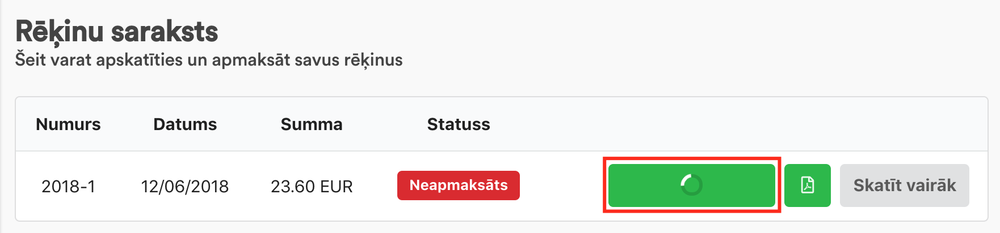 Rēķinu saraksts
Šeit varat apskatīties un apmaksāt savus rēķinus
Numurs Datums Summa Statuss
2018-1 12/06/2018 23.60 EUR Neapmaksāts Skatīt vairāk